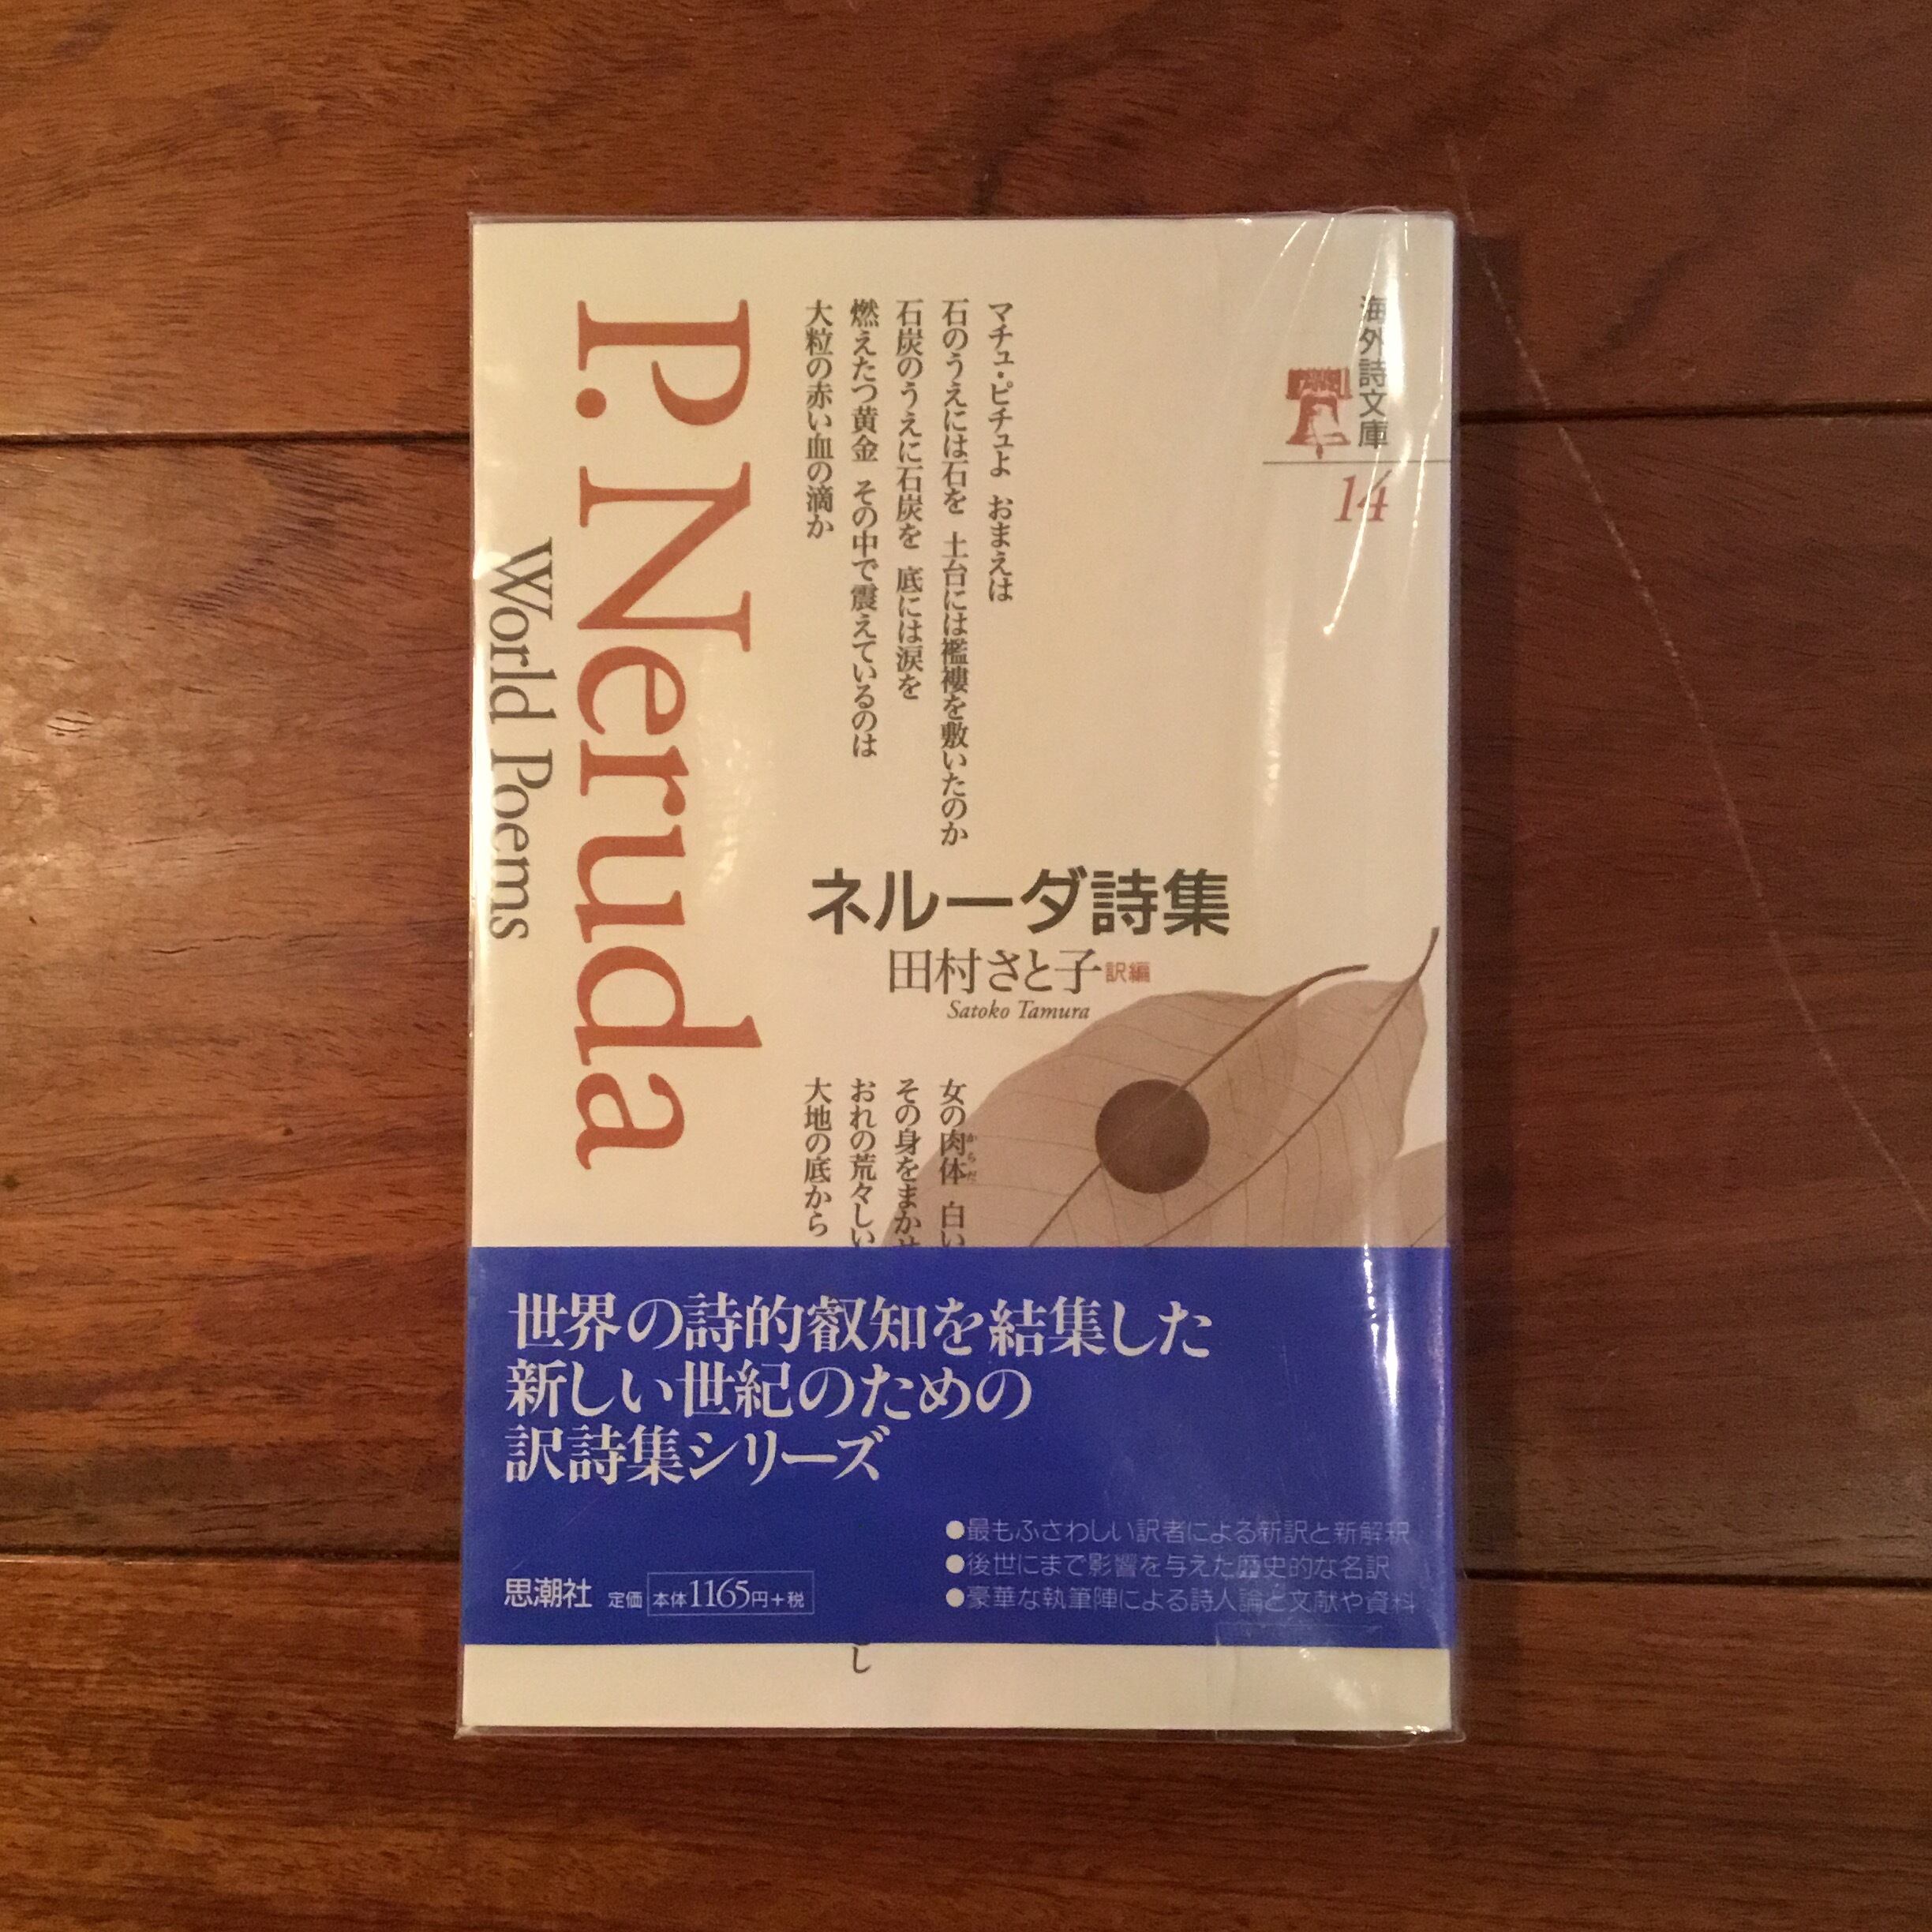 海外詩文庫
14
マチュ・ピチュよ おまえは
石のうえには石を 土台には襤褸を敷いたのか
石炭のうえに石炭を 底には涙を
燃えたつ黄金 その中で震えているのは
大粒の赤い血の滴か
P. Neruda
World Poems
ネルーダ詩集
田村さと子訳編
Satoko Tamura
女の肉体 白い
からだ
その身をまかせ
おれの荒々しい
大地の底から
世界の詩的叡知を結集した
新しい世紀のための
訳詩集シリーズ
●最もふさわしい訳者による新訳と新解釈
●後世にまで影響を与えた歴史的な名訳
●豪華な執筆陣による詩人論と文献や資料
思潮社 定価 本体1165円+税
し